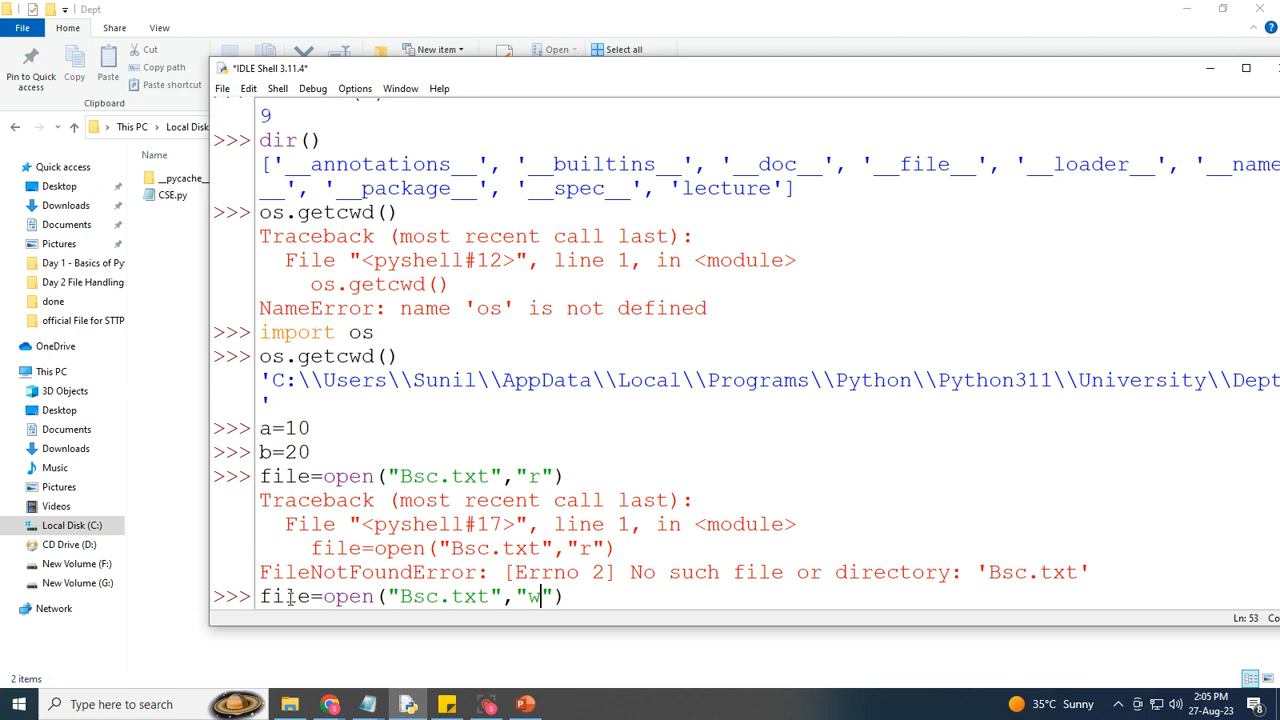 Dept
File Home Share View
Pin to Quick access
Copy
Paste
Cut
Copy path
Paste shortcut
Clipboard
New item
Open
Select all
This PC Local Disk
Quick access
Desktop
Downloads
Documents
Pictures
Day 1 - Basics of Py
Day 2 File Handling
done
official File for STTP
OneDrive
This PC
3D Objects
Desktop
Documents
Downloads
Music
Pictures
Videos
Local Disk (C:)
CD Drive (D:)
New Volume (F:)
New Volume (G:)
Network
2 items
Name
__pycache__
CSE.py
*IDLE Shell 3.11.4*
File Edit Shell Debug Options Window Help
9
>>> dir()
['__annotations__', '__builtins__', '__doc__', '__file__', '__loader__', '__name
__', '__package__', '__spec__', 'lecture']
>>> os.getcwd()
Traceback (most recent call last):
File "<pyshell#12>", line 1, in <module>
os.getcwd()
NameError: name 'os' is not defined
>>> import os
>>> os.getcwd()
'C:\\Users\\Sunil\\AppData\\Local\\Programs\\Python\\Python311\\University\\Dept
'
>>> a=10
>>> b=20
>>> file=open("Bsc.txt","r")
Traceback (most recent call last):
File "<pyshell#17>", line 1, in <module>
file=open("Bsc.txt","r")
FileNotFoundError: [Errno 2] No such file or directory: 'Bsc.txt'
>>> file=open("Bsc.txt","w")
Ln: 53 Co
Type here to search
35°C Sunny
2:05 PM
27-Aug-23
8